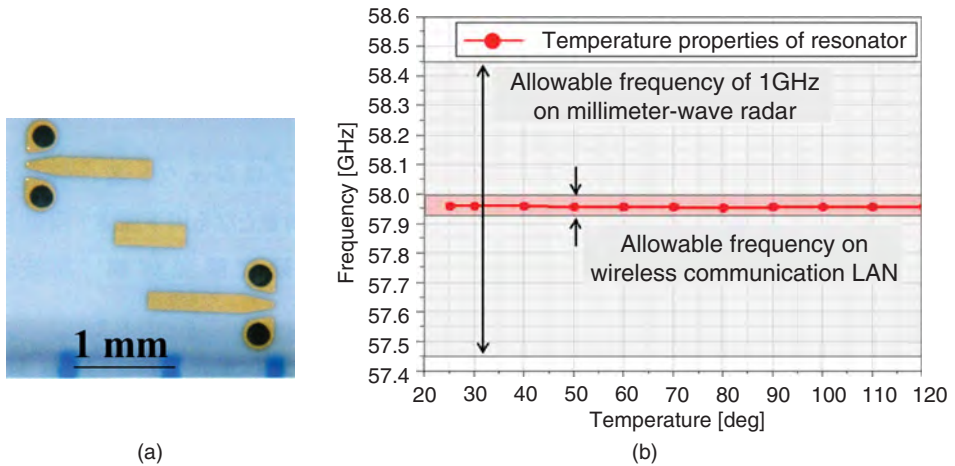 1 mm
(a)
58.6
58.5
58.4
58.3
58.2
58.1
58.0
57.9
57.8
57.7
57.6
57.5
57.4
Frequency [GHz]
Temperature properties of resonator
Allowable frequency of 1GHz
on millimeter-wave radar
Allowable frequency on
wireless communication LAN
20 30 40 50 60 70 80 90 100 110 120
Temperature [deg]
(b)